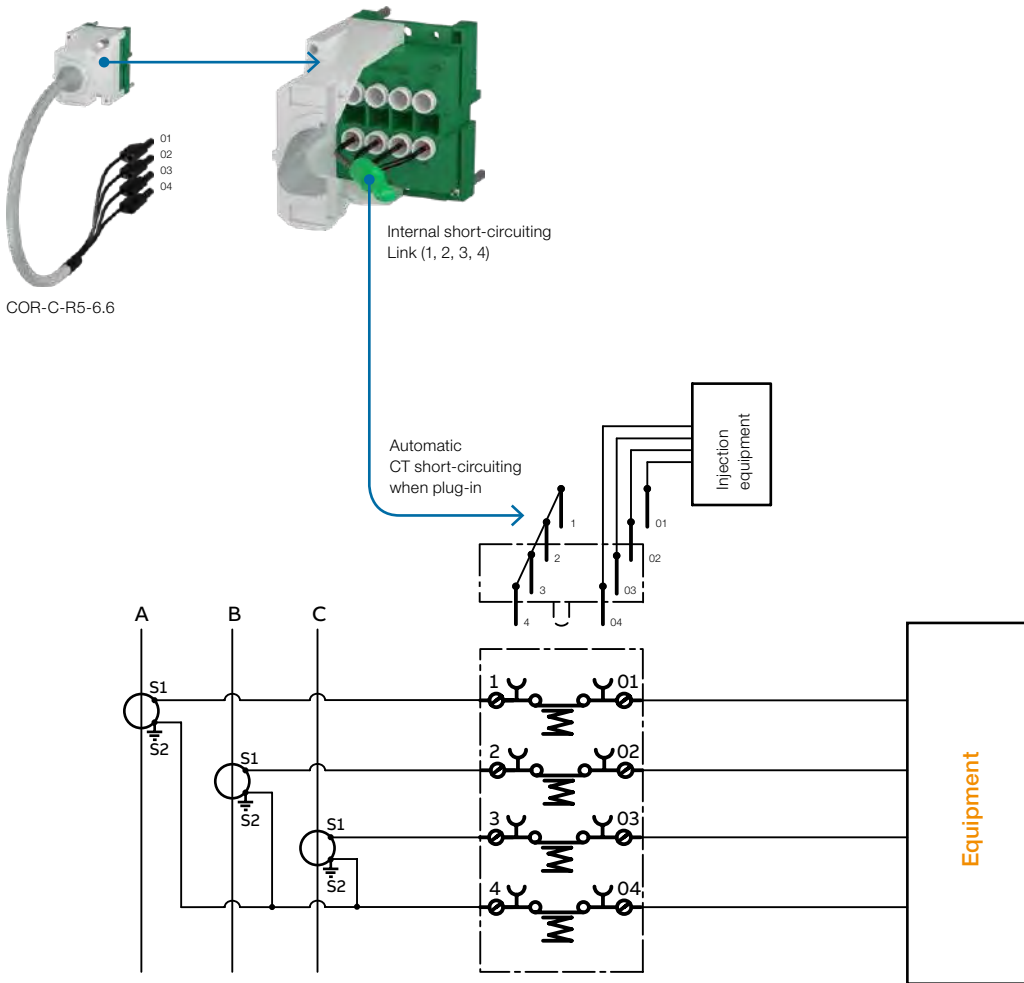 01
02
03
04
COR-C-R5-6.6
Internal short-circuiting
Link (1, 2, 3, 4)
Automatic
CT short-circuiting
when plug-in
Injection
equipment
1
01
2
02
3
03
4
04
A
B
C
S1
S2
S1
S2
S1
S2
1
01
2
02
3
03
4
04
Equipment